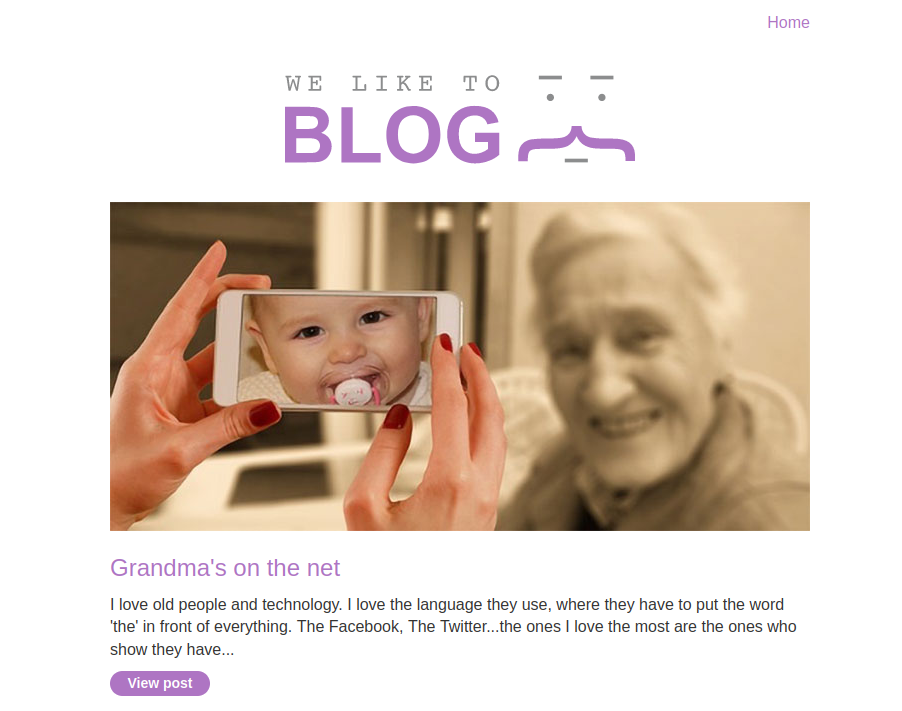 Home
WE LIKE TO
BLOG
Grandma's on the net
I love old people and technology. I love the language they use, where they have to put the word
'the' in front of everything. The Facebook, The Twitter...the ones I love the most are the ones who
show they have...
View post